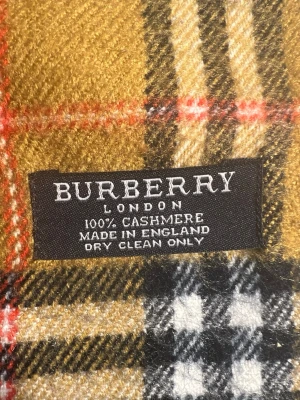 BURBERRY
LONDON
100% CASHMERE
MADE IN ENGLAND
DRY CLEAN ONLY